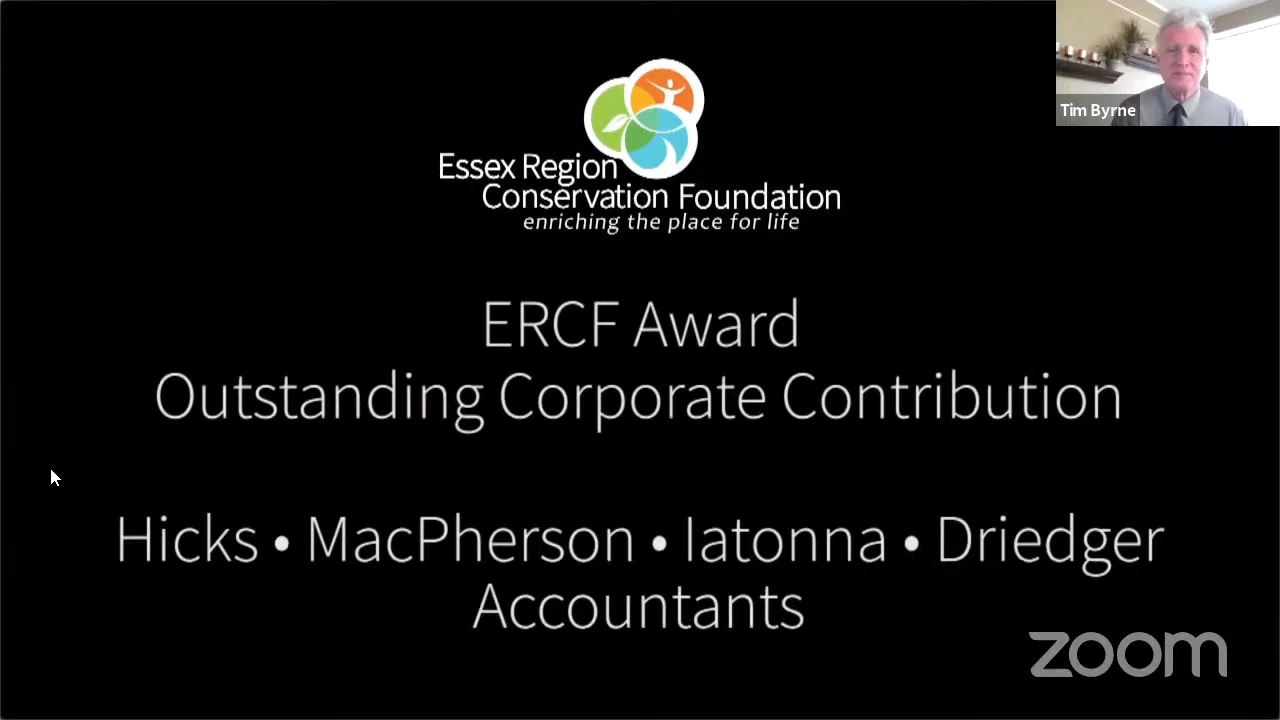 Tim Byrne
Essex Region
Conservation Foundation
enriching the place for life
ERCF Award
Outstanding Corporate Contribution
Hicks • MacPherson • Iatonna • Driedger
Accountants
zoom